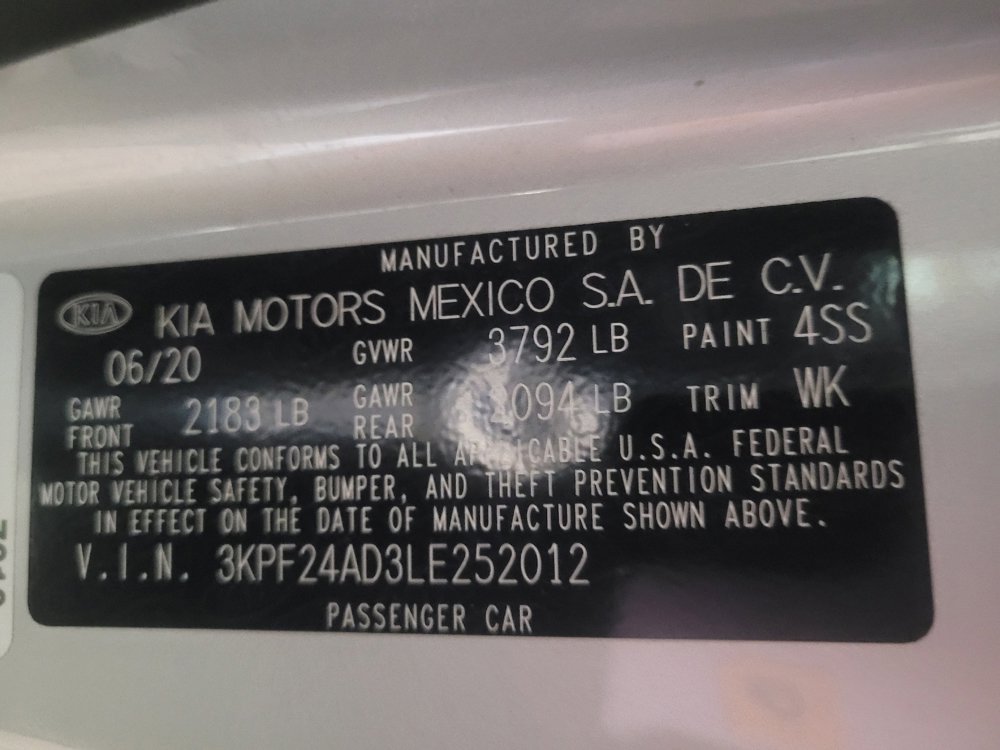 MANUFACTURED BY
KIA KIA MOTORS MEXICO S.A. DE C.V.
06/20 GVWR 3792 LB PAINT 4SS
GAWR FRONT 2183 LB GAWR REAR LB TRIM WK
THIS VEHICLE CONFORMS TO ALL APPLICABLE U.S.A. FEDERAL
MOTOR VEHICLE SAFETY, BUMPER, AND THEFT PREVENTION STANDARDS
IN EFFECT ON THE DATE OF MANUFACTURE SHOWN ABOVE.
V.I.N. 3KPF24AD3LE252012
PASSENGER CAR